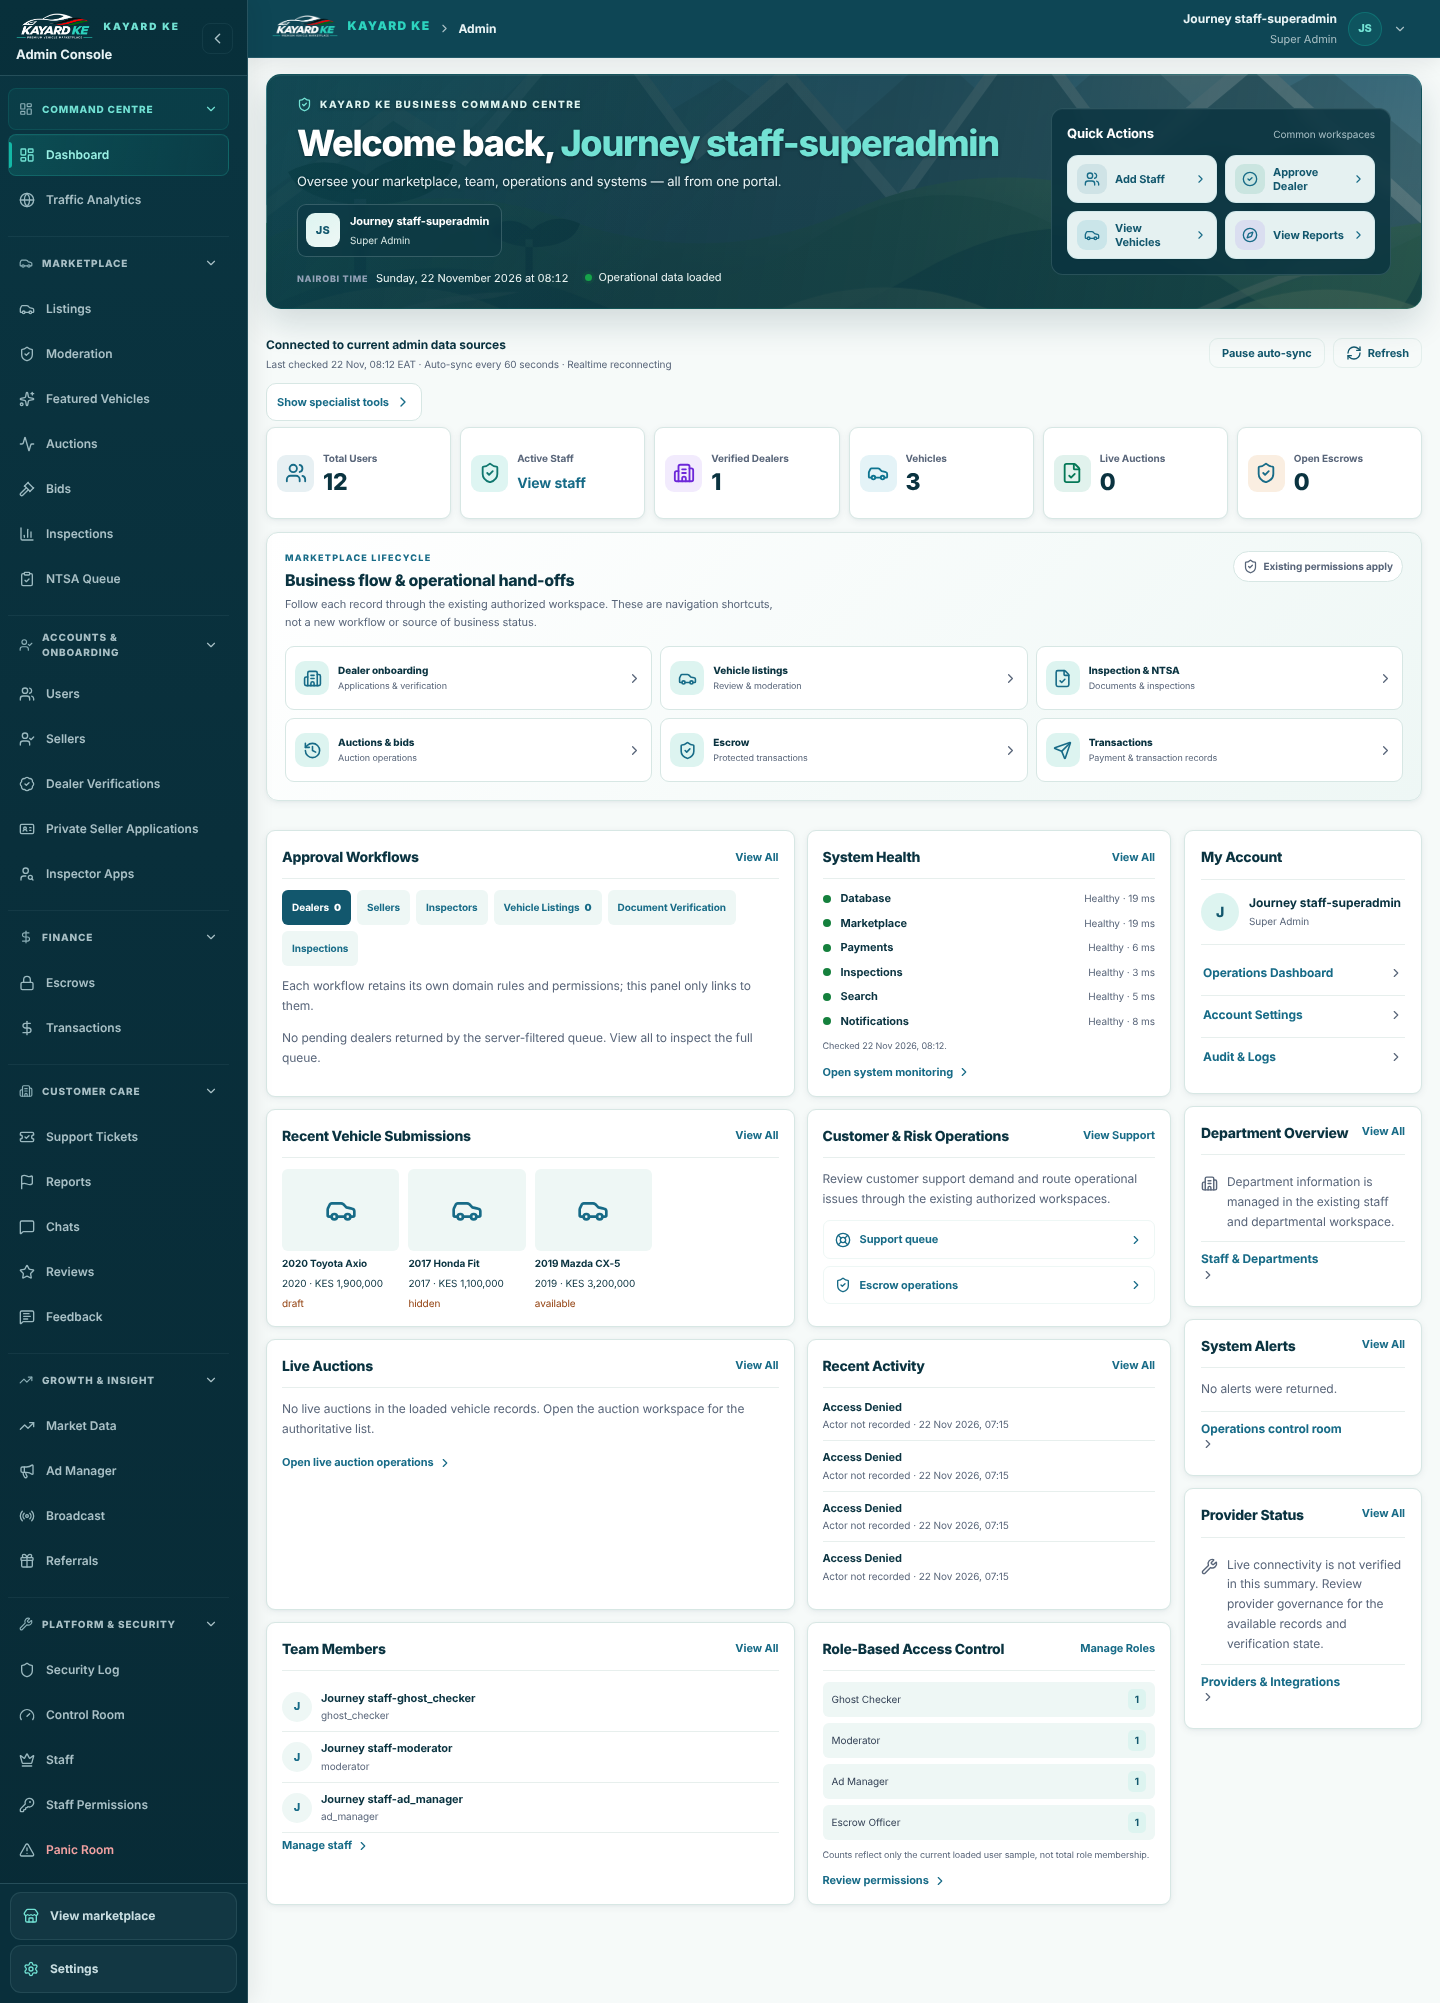 KAYARD KE
KAYARD KE
Admin Console
COMMAND CENTRE
Dashboard
Traffic Analytics
MARKETPLACE
Listings
Moderation
Featured Vehicles
Auctions
Bids
Inspections
NTSA Queue
ACCOUNTS &
ONBOARDING
Users
Sellers
Dealer Verifications
Private Seller Applications
Inspector Apps
FINANCE
Escrows
Transactions
CUSTOMER CARE
Support Tickets
Reports
Chats
Reviews
Feedback
GROWTH & INSIGHT
Market Data
Ad Manager
Broadcast
Referrals
PLATFORM & SECURITY
Security Log
Control Room
Staff
Staff Permissions
Panic Room
View marketplace
Settings
KAYARD KE
KAYARD KE
Admin
Journey staff-superadmin
Super Admin
JS
KAYARD KE BUSINESS COMMAND CENTRE
Welcome back, Journey staff-superadmin
Oversee your marketplace, team, operations and systems — all from one portal.
JS
Journey staff-superadmin
Super Admin
NAIROBI TIME Sunday, 22 November 2026 at 08:12 Operational data loaded
Quick Actions
Common workspaces
Add Staff
Approve
Dealer
View
Vehicles
View Reports
Connected to current admin data sources
Last checked 22 Nov, 08:12 EAT · Auto-sync every 60 seconds · Realtime reconnecting
Pause auto-sync
Refresh
Show specialist tools
Total Users
12
Active Staff
View staff
Verified Dealers
1
Vehicles
3
Live Auctions
0
Open Escrows
0
MARKETPLACE LIFECYCLE
Business flow & operational hand-offs
Follow each record through the existing authorized workspace. These are navigation shortcuts,
not a new workflow or source of business status.
Existing permissions apply
Dealer onboarding
Applications & verification
Vehicle listings
Review & moderation
Inspection & NTSA
Documents & inspections
Auctions & bids
Auction operations
Escrow
Protected transactions
Transactions
Payment & transaction records
Approval Workflows
View All
Dealers 0
Sellers
Inspectors
Vehicle Listings 0
Document Verification
Inspections
Each workflow retains its own domain rules and permissions; this panel only links to
them.
No pending dealers returned by the server-filtered queue. View all to inspect the full
queue.
System Health
View All
Database Healthy · 19 ms
Marketplace Healthy · 19 ms
Payments Healthy · 6 ms
Inspections Healthy · 3 ms
Search Healthy · 5 ms
Notifications Healthy · 8 ms
Checked 22 Nov 2026, 08:12.
Open system monitoring
My Account
J
Journey staff-superadmin
Super Admin
Operations Dashboard
Account Settings
Audit & Logs
Recent Vehicle Submissions
View All
2020 Toyota Axio
2020 · KES 1,900,000
draft
2017 Honda Fit
2017 · KES 1,100,000
hidden
2019 Mazda CX-5
2019 · KES 3,200,000
available
Customer & Risk Operations
View Support
Review customer support demand and route operational
issues through the existing authorized workspaces.
Support queue
Escrow operations
Department Overview
View All
Department information is
managed in the existing staff
and departmental workspace.
Staff & Departments
System Alerts
View All
No alerts were returned.
Operations control room
Live Auctions
View All
No live auctions in the loaded vehicle records. Open the auction workspace for the
authoritative list.
Open live auction operations
Recent Activity
View All
Access Denied
Actor not recorded · 22 Nov 2026, 07:15
Access Denied
Actor not recorded · 22 Nov 2026, 07:15
Access Denied
Actor not recorded · 22 Nov 2026, 07:15
Access Denied
Actor not recorded · 22 Nov 2026, 07:15
Provider Status
View All
Live connectivity is not verified
in this summary. Review
provider governance for the
available records and
verification state.
Providers & Integrations
Team Members
View All
J
Journey staff-ghost_checker
ghost_checker
J
Journey staff-moderator
moderator
J
Journey staff-ad_manager
ad_manager
Manage staff
Role-Based Access Control
Manage Roles
Ghost Checker 1
Moderator 1
Ad Manager 1
Escrow Officer 1
Counts reflect only the current loaded user sample, not total role membership.
Review permissions